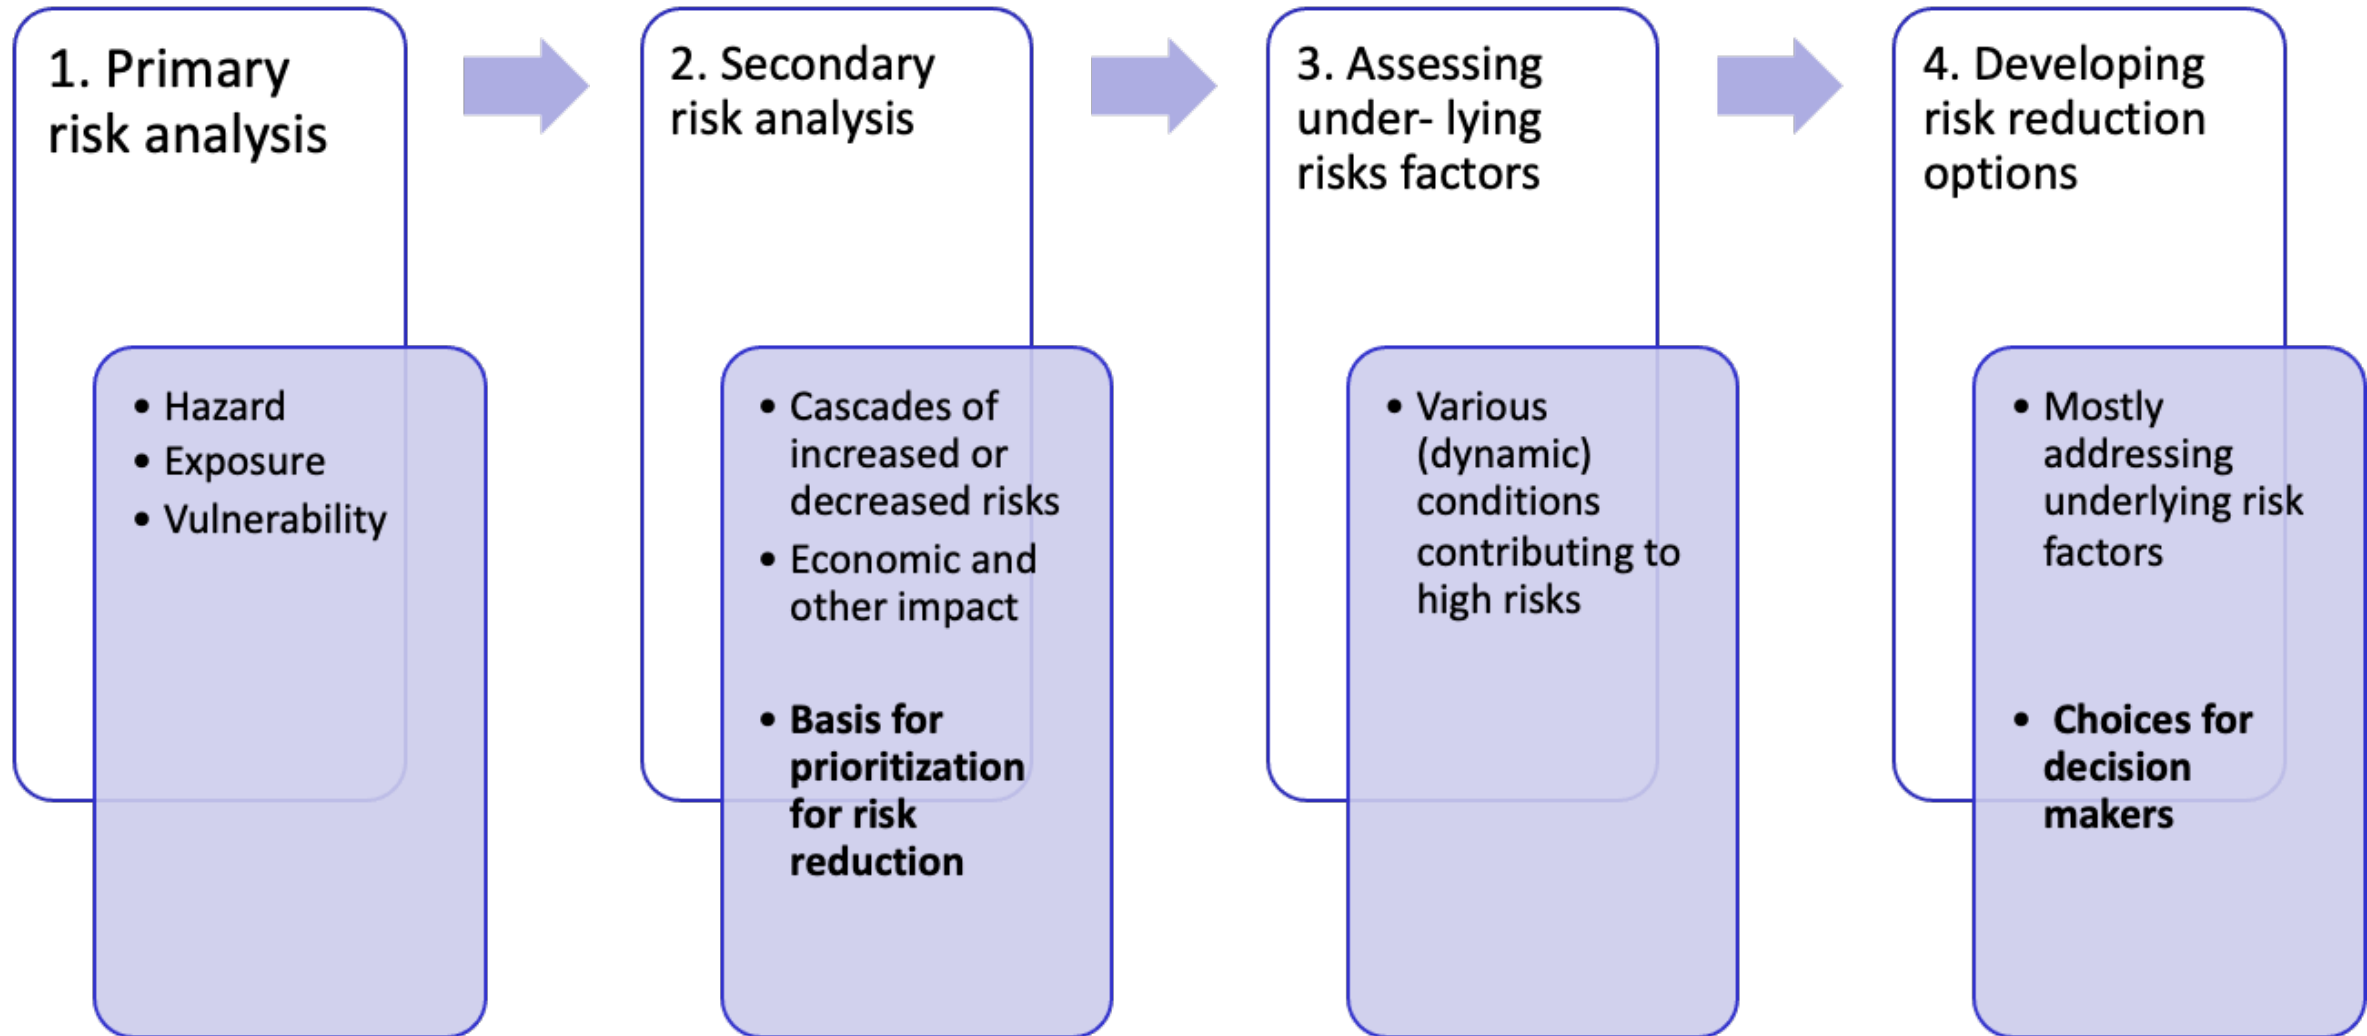 1. Primary
risk analysis
• Hazard
• Exposure
• Vulnerability
2. Secondary
risk analysis
• Cascades of
increased or
decreased risks
• Economic and
other impact
• Basis for
prioritization
for risk
reduction
3. Assessing
under- lying
risks factors
• Various
(dynamic)
conditions
contributing to
high risks
4. Developing
risk reduction
options
• Mostly
addressing
underlying risk
factors
• Choices for
decision
makers